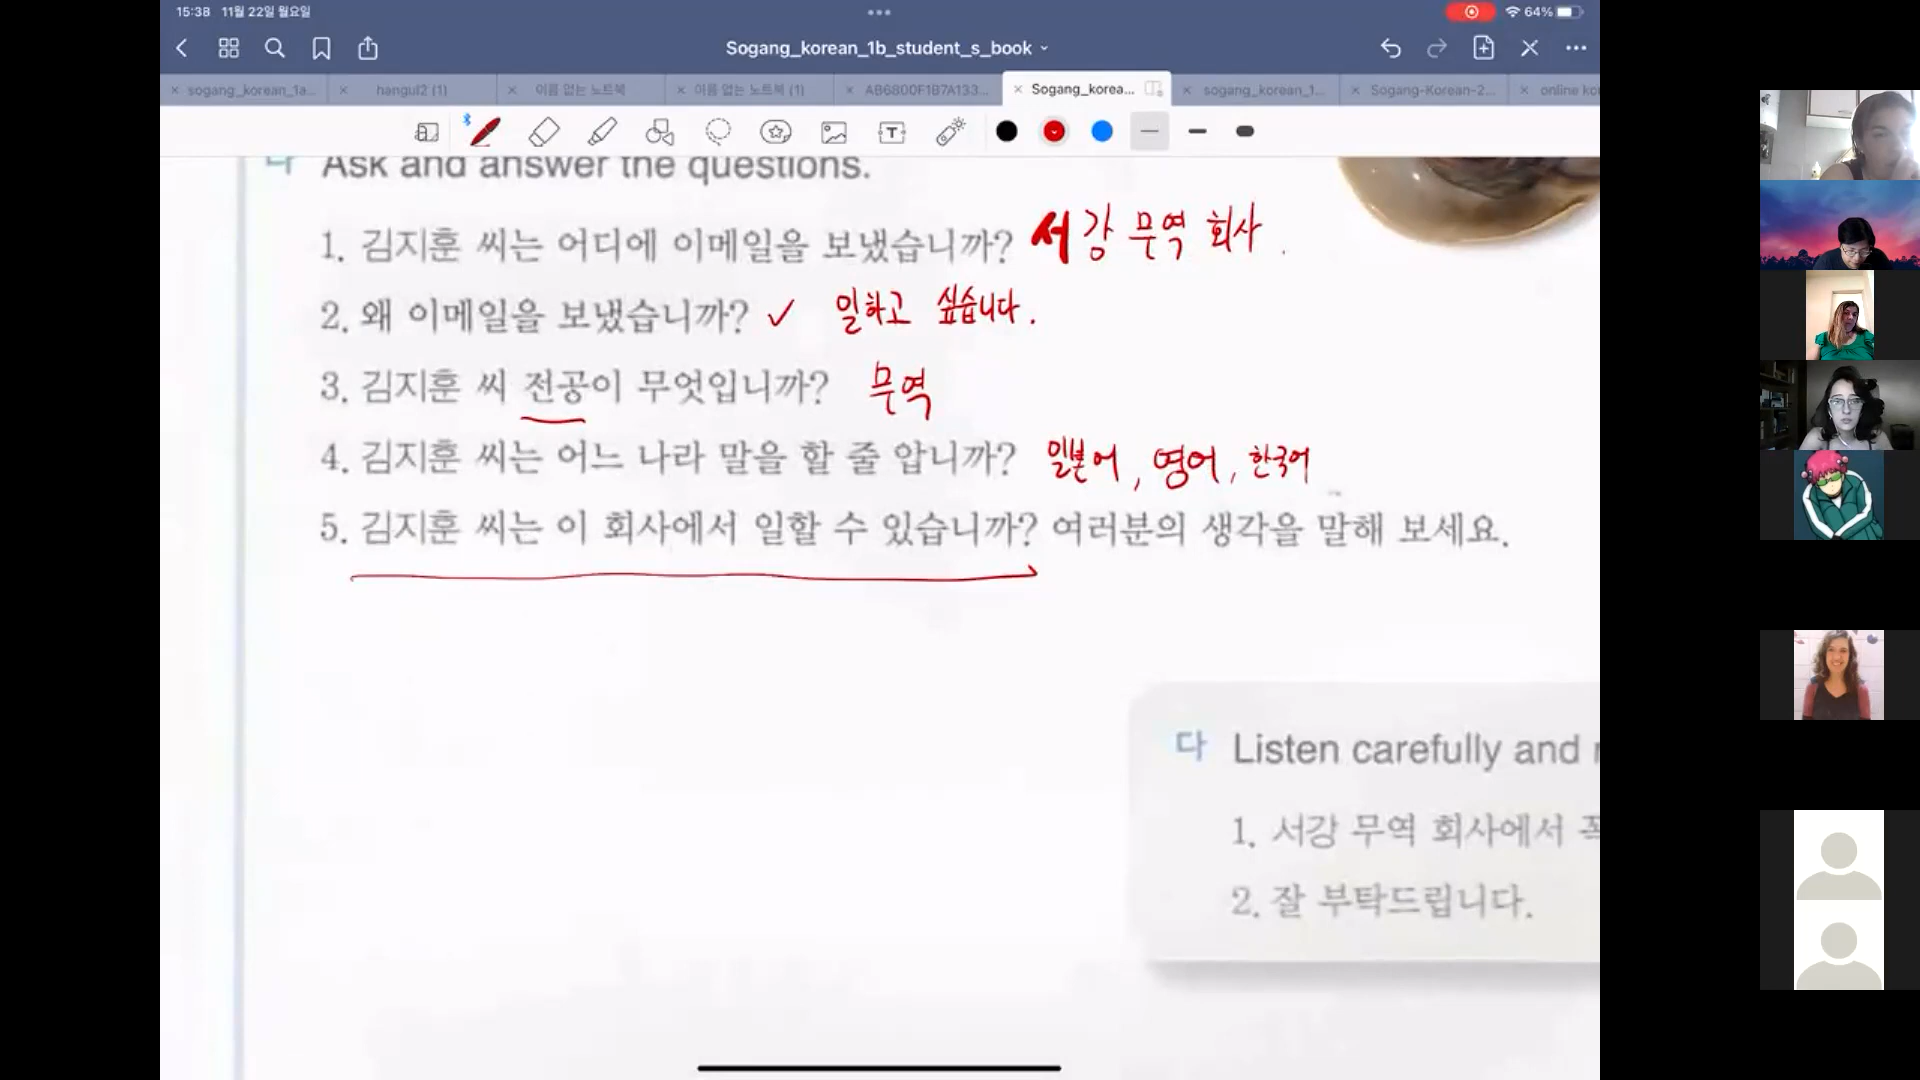 15:38 11월 22일 월요일
64%
Sogang_korean_1b_student_s_book
sogang_korean_1a...
hangul2 (1)
이름 없는 노트북
이름 없는 노트북 (1)
AB6800F1B7A133...
Sogang_korea...
sogang_korean_1...
Sogang-Korean-2...
online ko
Ask and answer the questions.
1. 김지훈 씨는 어디에 이메일을 보냈습니까? 서강 무역 회사.
2. 왜 이메일을 보냈습니까? ✓ 일하고 싶습니다.
3. 김지훈 씨 전공이 무엇입니까? 무역
4. 김지훈 씨는 어느 나라 말을 할 줄 압니까? 일본어, 영어, 한국어
5. 김지훈 씨는 이 회사에서 일할 수 있습니까? 여러분의 생각을 말해 보세요.
다 Listen carefully and
1. 서강 무역 회사에서
2. 잘 부탁드립니다.